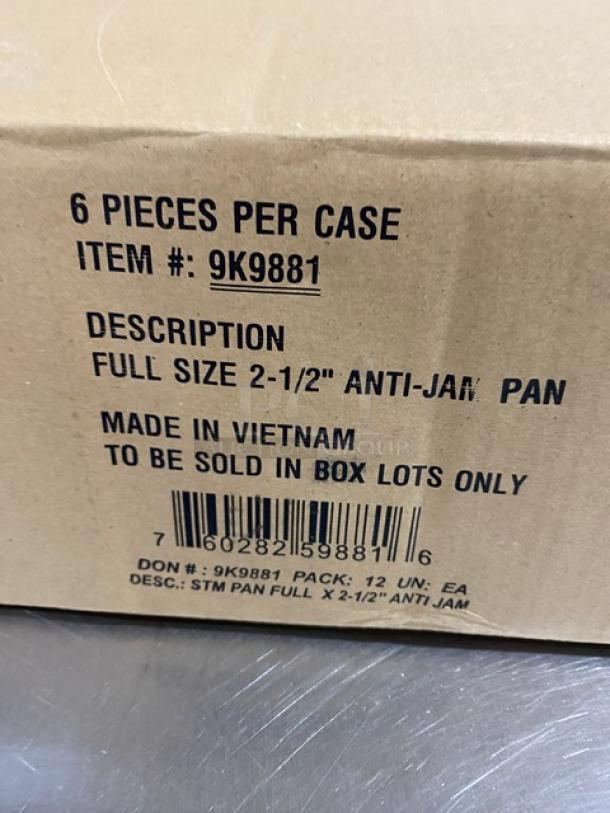 6 PIECES PER CASE
ITEM #: 9K9881
DESCRIPTION
FULL SIZE 2-1/2" ANTI-JAM PAN
MADE IN VIETNAM
TO BE SOLD IN BOX LOTS ONLY
7 60282 59881 6
DON # : 9K9881 PACK: 12 UN: EA
DESC.: STM PAN FULL X 2-1/2" ANTI JAM